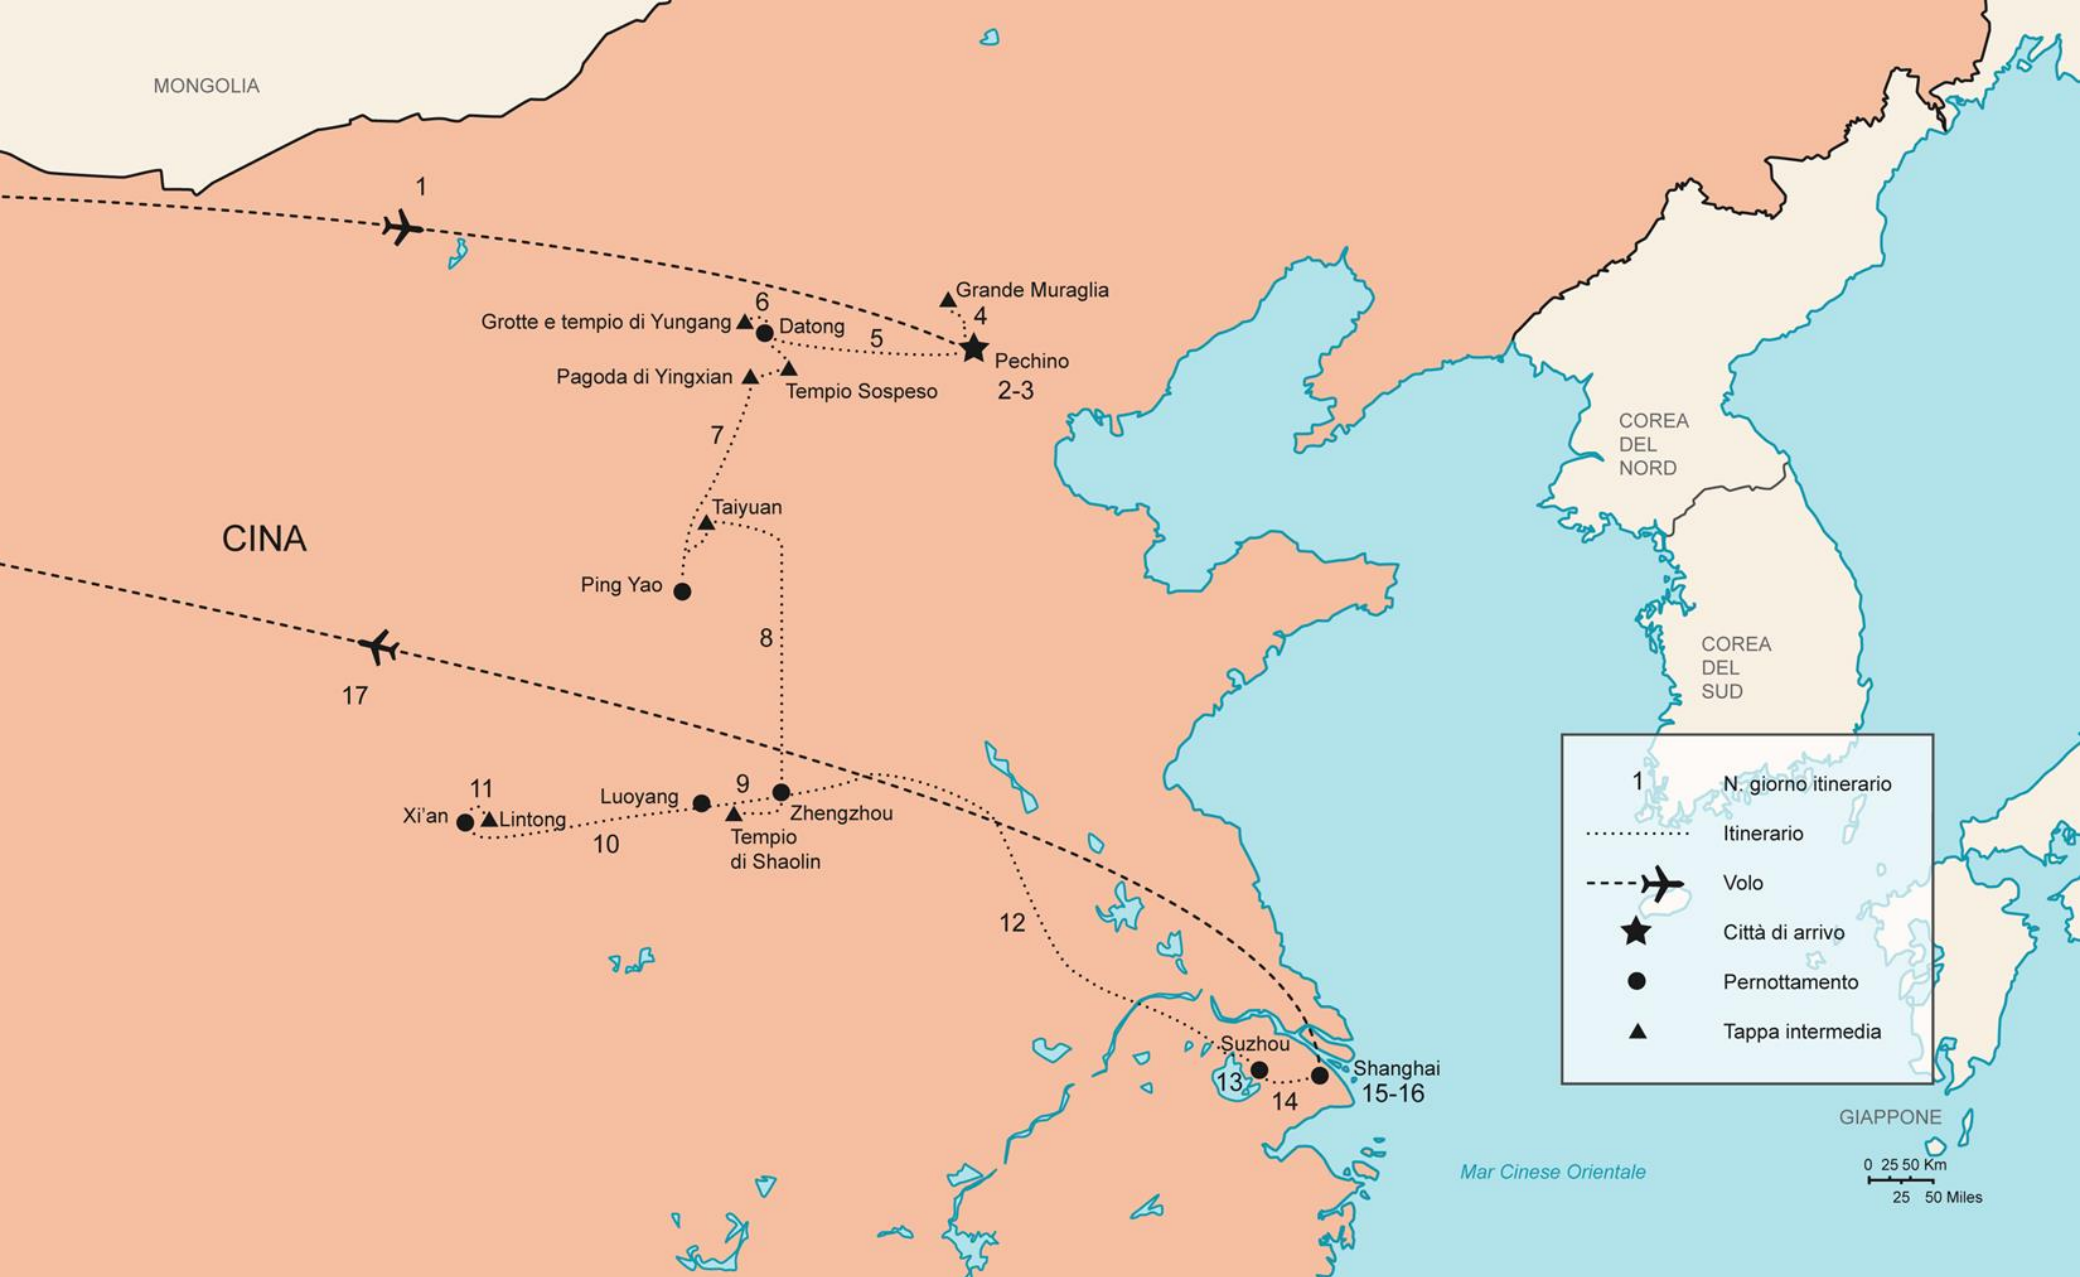 MONGOLIA
1
Grande Muraglia
6
4
Grotte e tempio di Yungang
Datong
5
Pechino
2-3
Pagoda di Yingxian
Tempio Sospeso
7
COREA
DEL
NORD
Taiyuan
CINA
Ping Yao
8
COREA
DEL
SUD
17
11
9
Luoyang
Xi'an
Lintong
Zhengzhou
10
Tempio
di Shaolin
12
1 N. giorno itinerario
Itinerario
Volo
Città di arrivo
Pernottamento
Tappa intermedia
Suzhou
13
14
Shanghai
15-16
GIAPPONE
Mar Cinese Orientale
0 25 50 Km
25 50 Miles